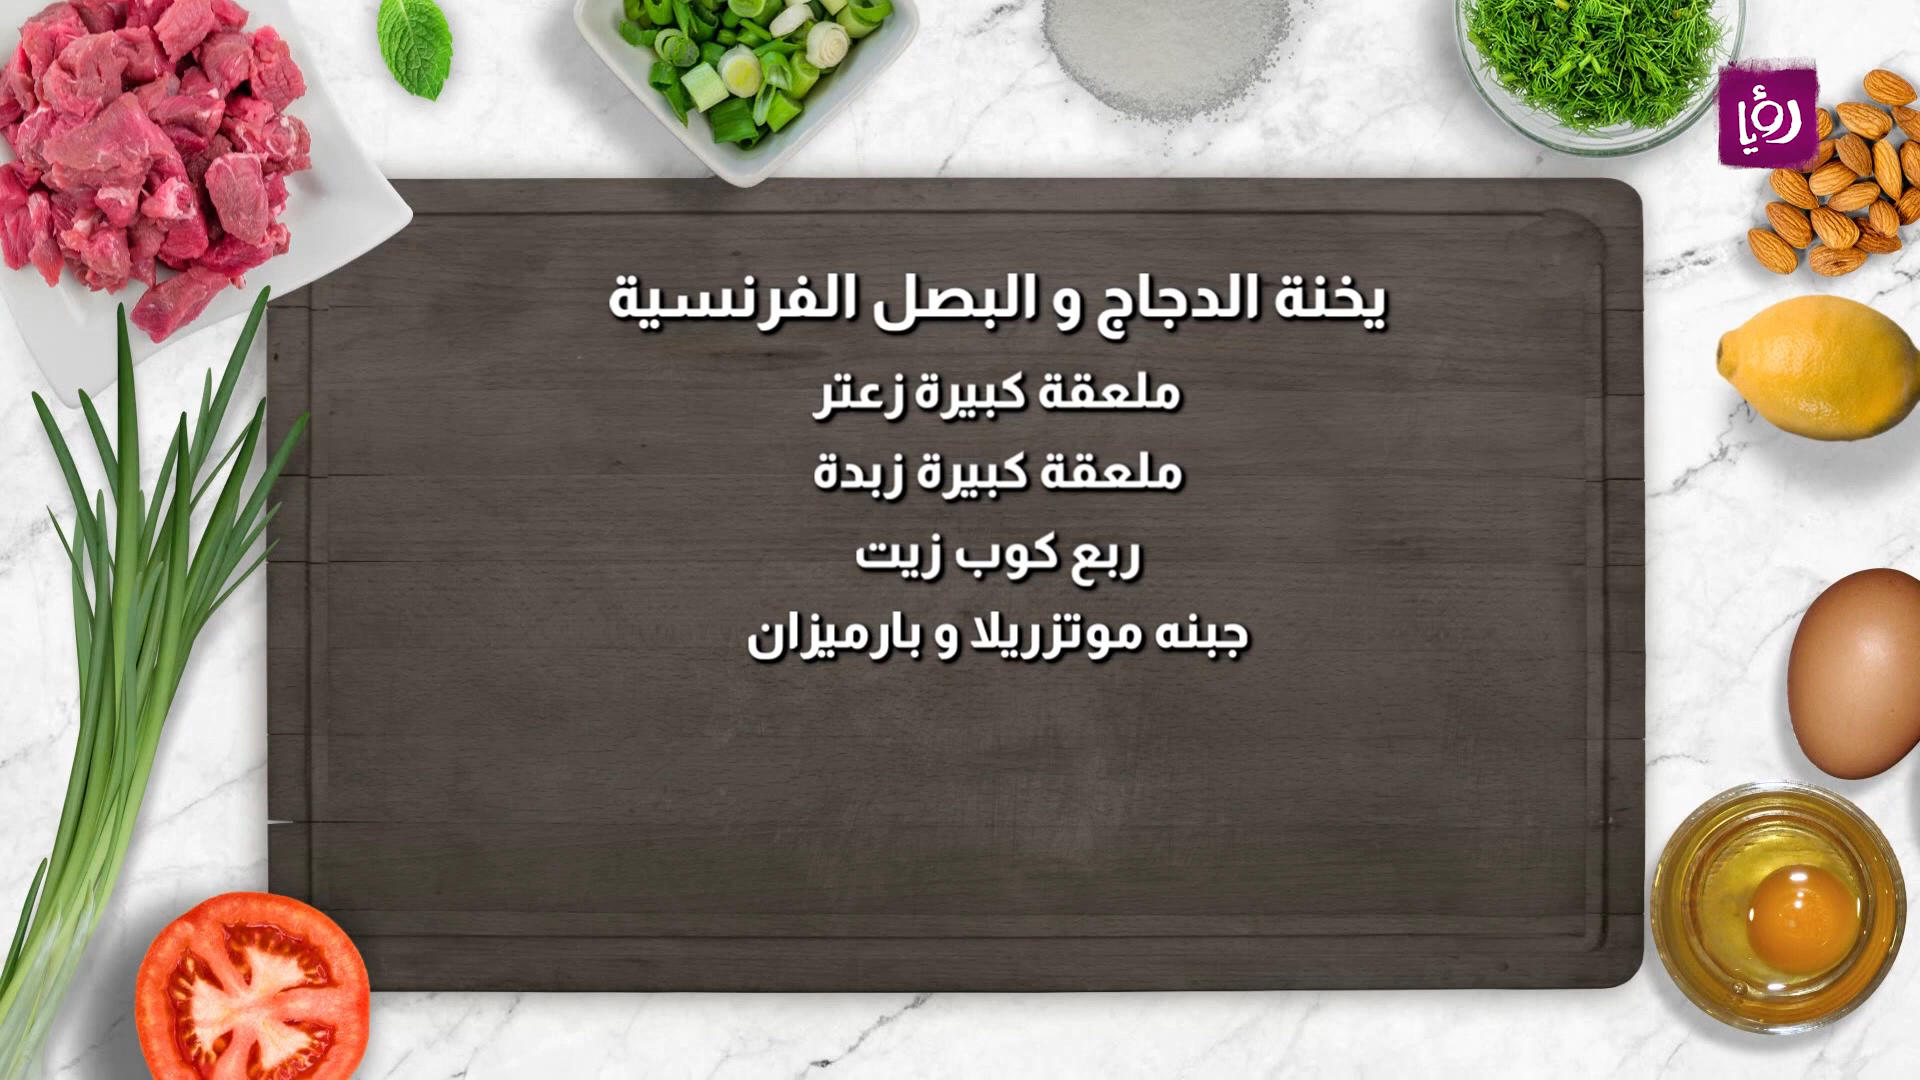 رؤيا
يخنة الدجاج و البصل الفرنسية
ملعقة كبيرة زعتر
ملعقة كبيرة زبدة
ربع كوب زيت
جبنه موتزريلا و بارميزان